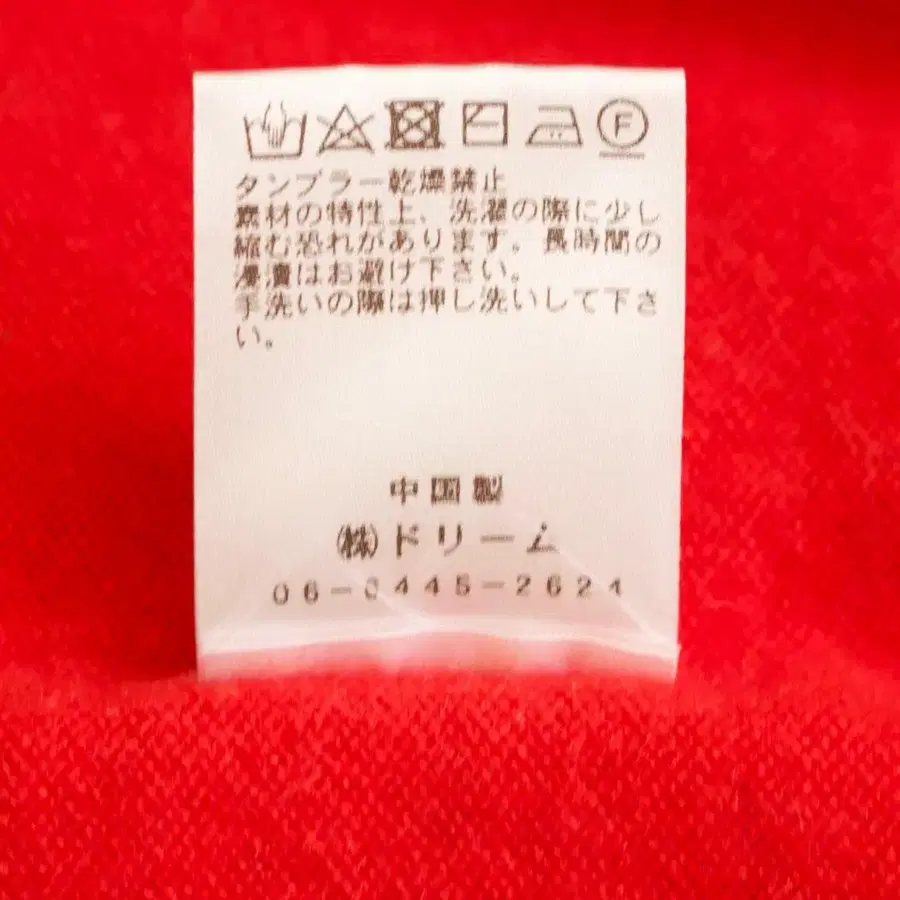 F
タンブラー乾燥禁止
素材の特性上、洗濯の際に少し
縮む恐れがあります。長時間の
浸漬はお避け下さい。
手洗いの際は押し洗いして下さ
い。
中国製
㈱ドリーム
06-6445-2624